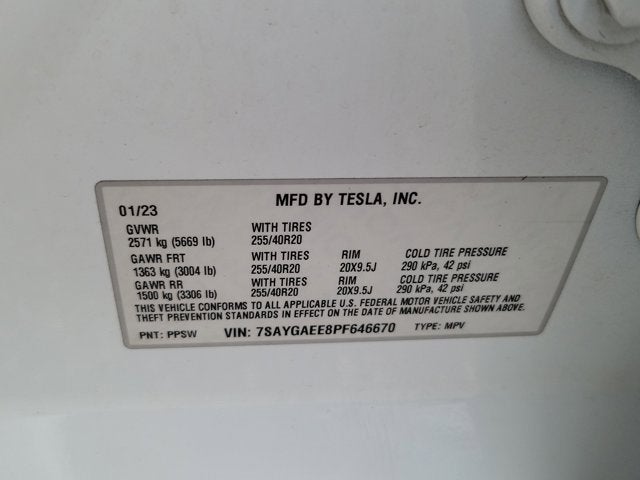 MFD BY TESLA, INC.
01/23
GVWR WITH TIRES
2571 kg (5669 lb) 255/40R20
GAWR FRT WITH TIRES RIM COLD TIRE PRESSURE
1363 kg (3004 lb) 255/40R20 20X9.5J 290 kPa, 42 psi
GAWR RR WITH TIRES RIM COLD TIRE PRESSURE
1500 kg (3306 lb) 255/40R20 20X9.5J 290 kPa, 42 psi
THIS VEHICLE CONFORMS TO ALL APPLICABLE U.S. FEDERAL MOTOR VEHICLE SAFETY AND
THEFT PREVENTION STANDARDS IN EFFECT ON THE DATE OF MANUFACTURE SHOWN ABOVE.
PNT: PPSW VIN: 7SAYGAEE8PF646670 TYPE: MPV